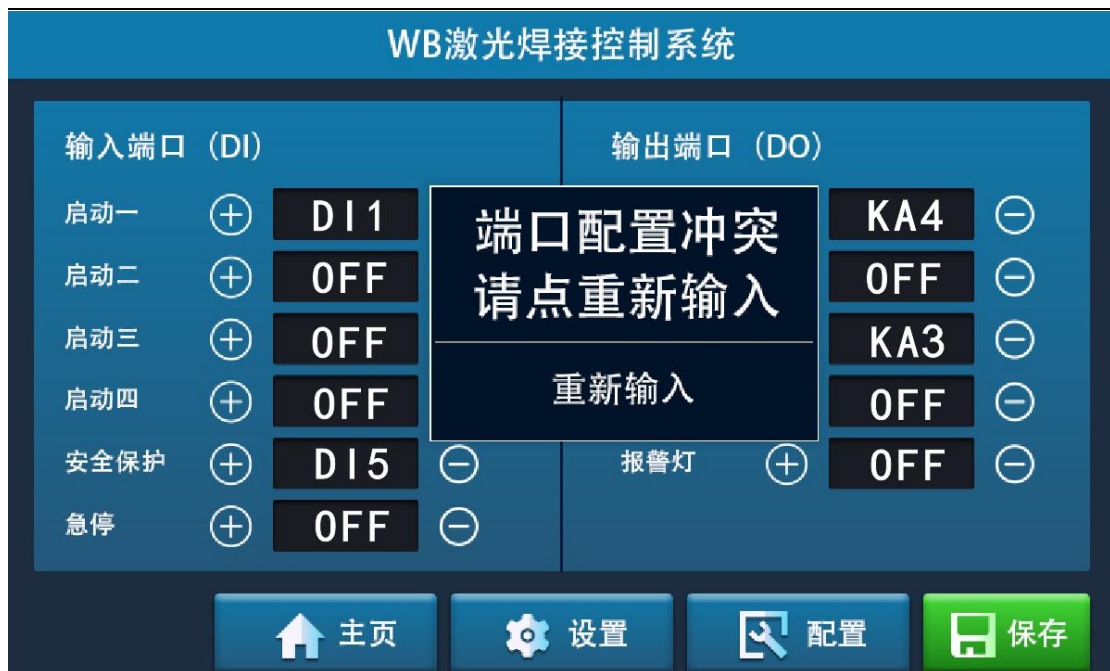 WB激光焊接控制系统
输入端口 (DI)
输出端口 (DO)
启动一 DI1
KA4
启动二 OFF
OFF
启动三 OFF
KA3
启动四 OFF
OFF
安全保护 DI5
报警灯 OFF
急停 OFF
端口配置冲突
请点重新输入
重新输入
主页
设置
配置
保存